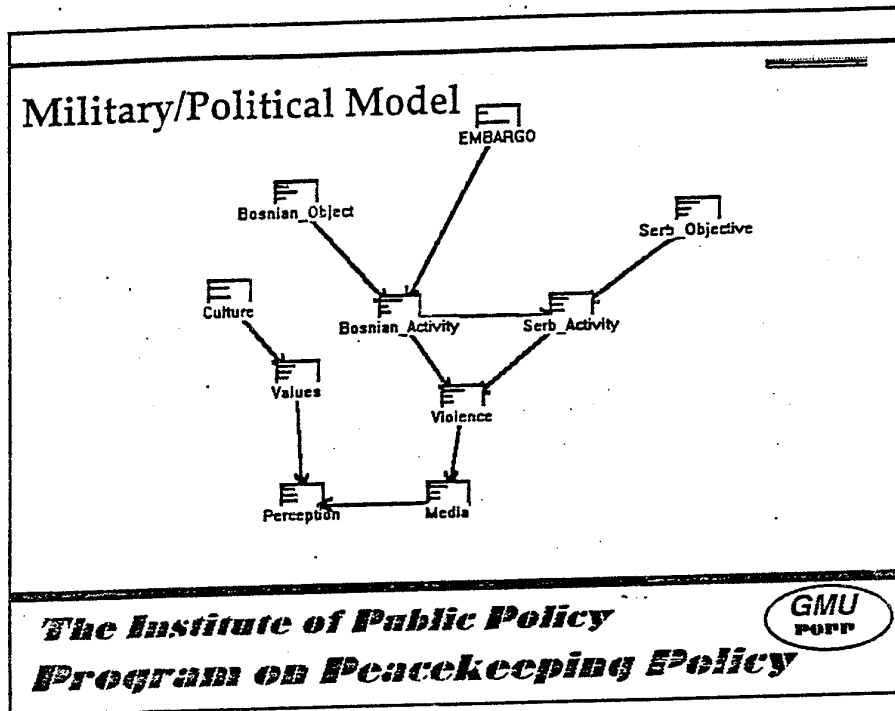 Military/Political Model
EMBARGO
Bosnian_Object
Serb_Objective
Culture
Bosnian_Activity
Serb_Activity
Values
Violence
Perception
Media
The Institute of Public Policy
Program on Peacekeeping Policy
GMU
POPP